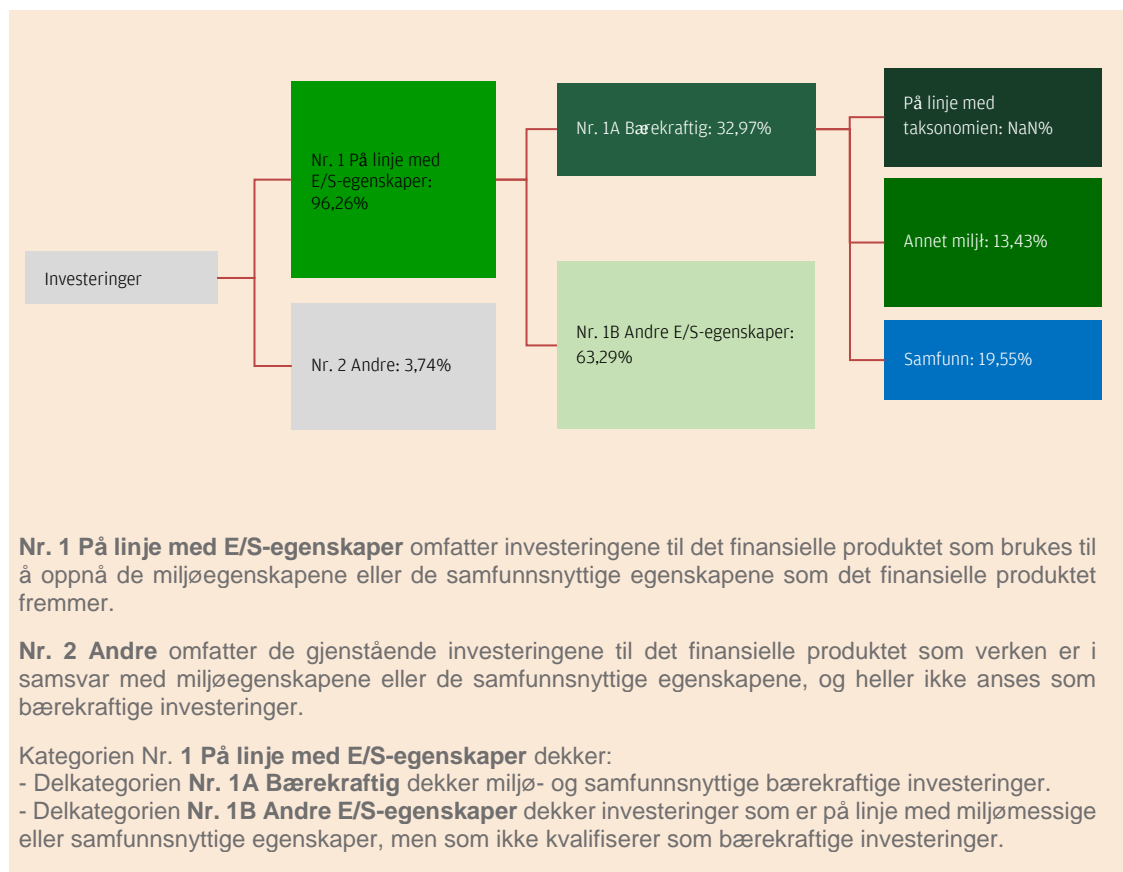 Investeringer
Nr. 1 På linje med
E/S-egenskaper:
96,26%
Nr. 2 Andre: 3,74%
Nr. 1A Bærekraftig: 32,97%
Nr. 1B Andre E/S-egenskaper:
63,29%
På linje med
taksonomien: NaN%
Annet miljł: 13,43%
Samfunn: 19,55%
Nr. 1 På linje med E/S-egenskaper omfatter investeringene til det finansielle produktet som brukes til
å oppnå de miljøegenskapene eller de samfunnsnyttige egenskapene som det finansielle produktet
fremmer.
Nr. 2 Andre omfatter de gjenstående investeringene til det finansielle produktet som verken er i
samsvar med miljøegenskapene eller de samfunnsnyttige egenskapene, og heller ikke anses som
bærekraftige investeringer.
Kategorien Nr. 1 På linje med E/S-egenskaper dekker:
- Delkategorien Nr. 1A Bærekraftig dekker miljø- og samfunnsnyttige bærekraftige investeringer.
- Delkategorien Nr. 1B Andre E/S-egenskaper dekker investeringer som er på linje med miljømessige
eller samfunnsnyttige egenskaper, men som ikke kvalifiserer som bærekraftige investeringer.